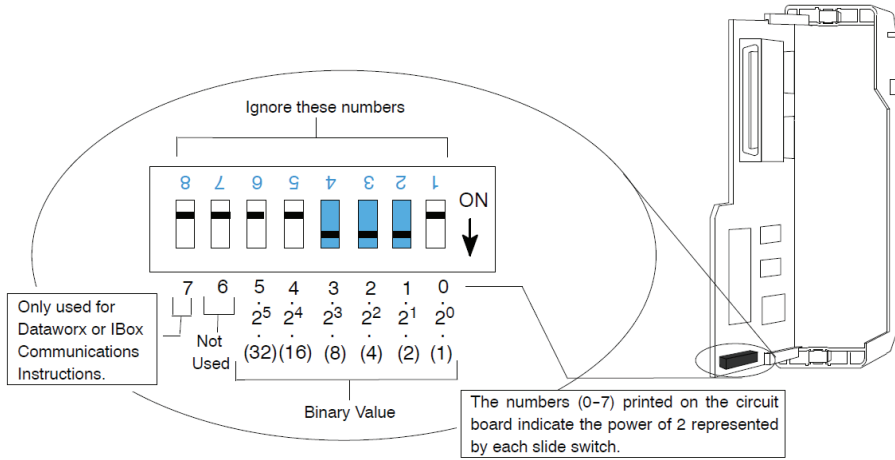 Ignore these numbers
8 7 6 5 4 3 2 1
ON
7 6 5 4 3 2 1 0
2⁵ 2⁴ 2³ 2² 2¹ 2⁰
(32) (16) (8) (4) (2) (1)
Only used for
Dataworx or IBox
Communications
Instructions.
Not
Used
Binary Value
The numbers (0–7) printed on the circuit
board indicate the power of 2 represented
by each slide switch.